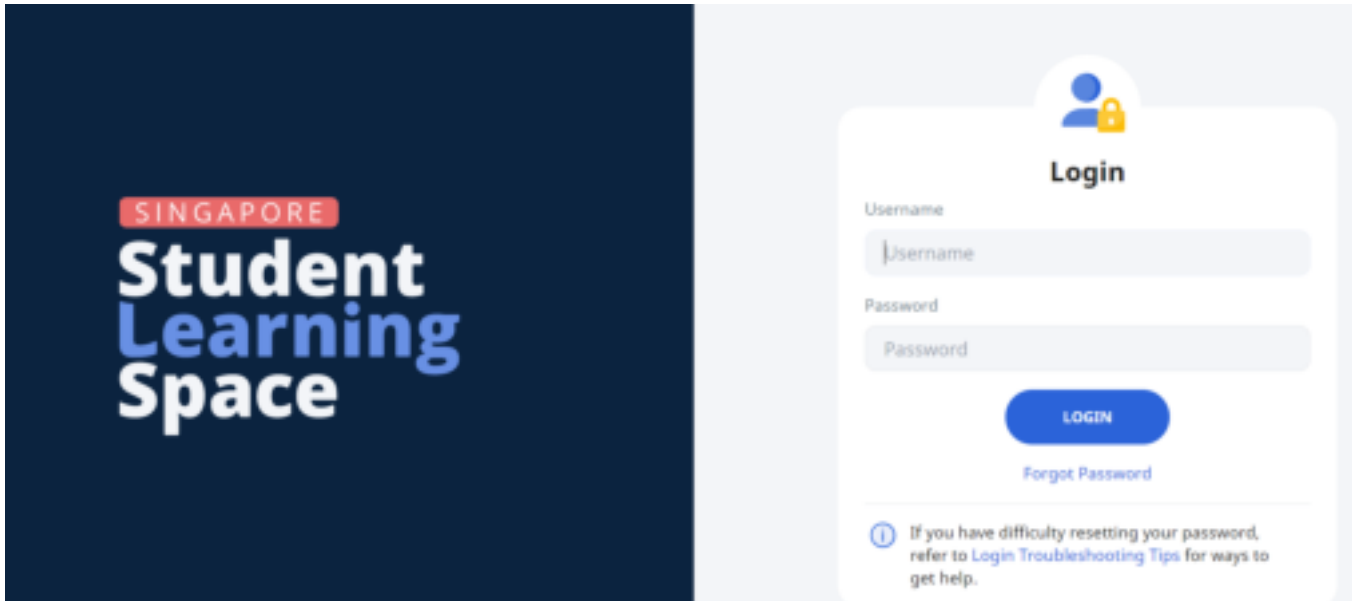 SINGAPORE
Student
Learning
Space
Login
Username
Username
Password
Password
LOGIN
Forgot Password
If you have difficulty resetting your password,
refer to Login Troubleshooting Tips for ways to
get help.